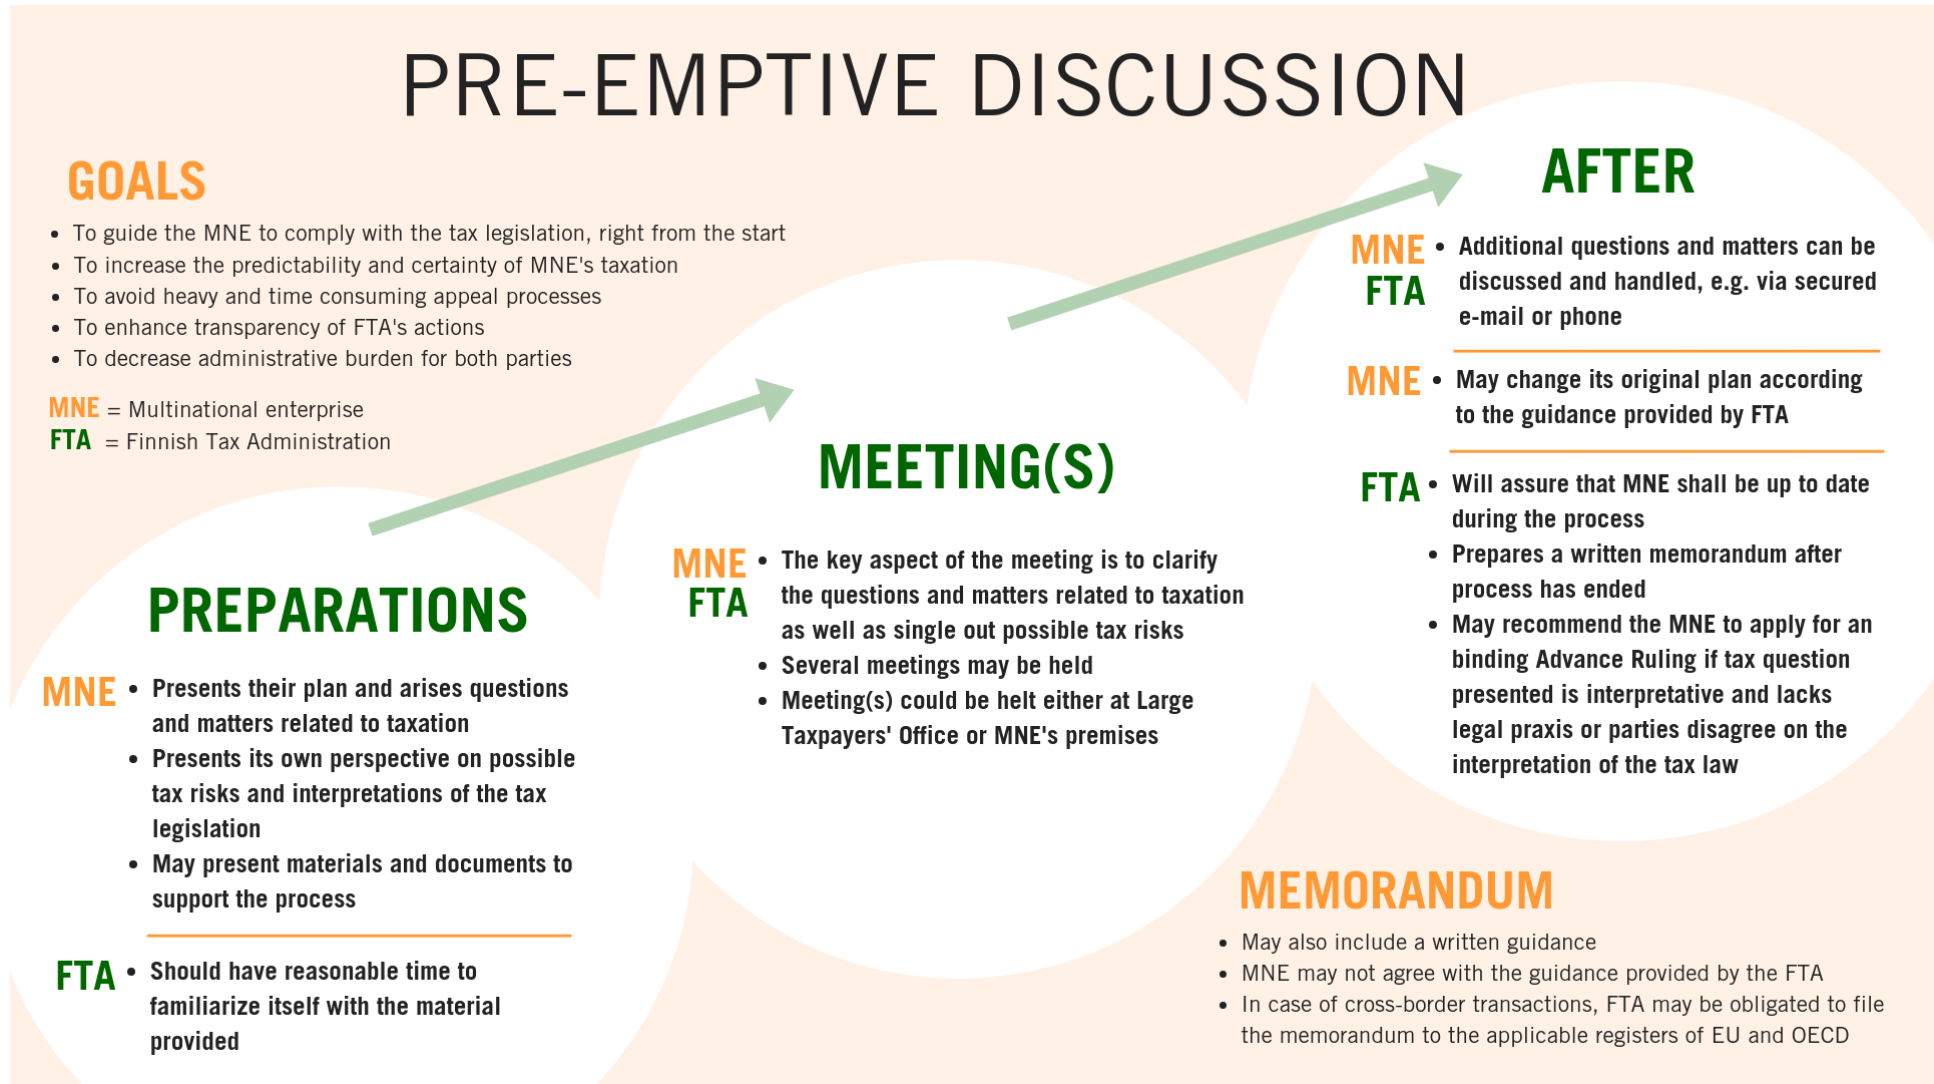 PRE-EMPTIVE DISCUSSION
GOALS
• To guide the MNE to comply with the tax legislation, right from the start
• To increase the predictability and certainty of MNE's taxation
• To avoid heavy and time consuming appeal processes
• To enhance transparency of FTA's actions
• To decrease administrative burden for both parties
MNE = Multinational enterprise
FTA = Finnish Tax Administration
PREPARATIONS
MNE • Presents their plan and arises questions
and matters related to taxation
• Presents its own perspective on possible
tax risks and interpretations of the tax
legislation
• May present materials and documents to
support the process
FTA • Should have reasonable time to
familiarize itself with the material
provided
MEETING(S)
MNE • The key aspect of the meeting is to clarify
FTA the questions and matters related to taxation
as well as single out possible tax risks
• Several meetings may be held
• Meeting(s) could be helt either at Large
Taxpayers' Office or MNE's premises
AFTER
MNE • Additional questions and matters can be
FTA discussed and handled, e.g. via secured
e-mail or phone
MNE • May change its original plan according
to the guidance provided by FTA
FTA • Will assure that MNE shall be up to date
during the process
• Prepares a written memorandum after
process has ended
• May recommend the MNE to apply for an
binding Advance Ruling if tax question
presented is interpretative and lacks
legal praxis or parties disagree on the
interpretation of the tax law
MEMORANDUM
• May also include a written guidance
• MNE may not agree with the guidance provided by the FTA
• In case of cross-border transactions, FTA may be obligated to file
the memorandum to the applicable registers of EU and OECD